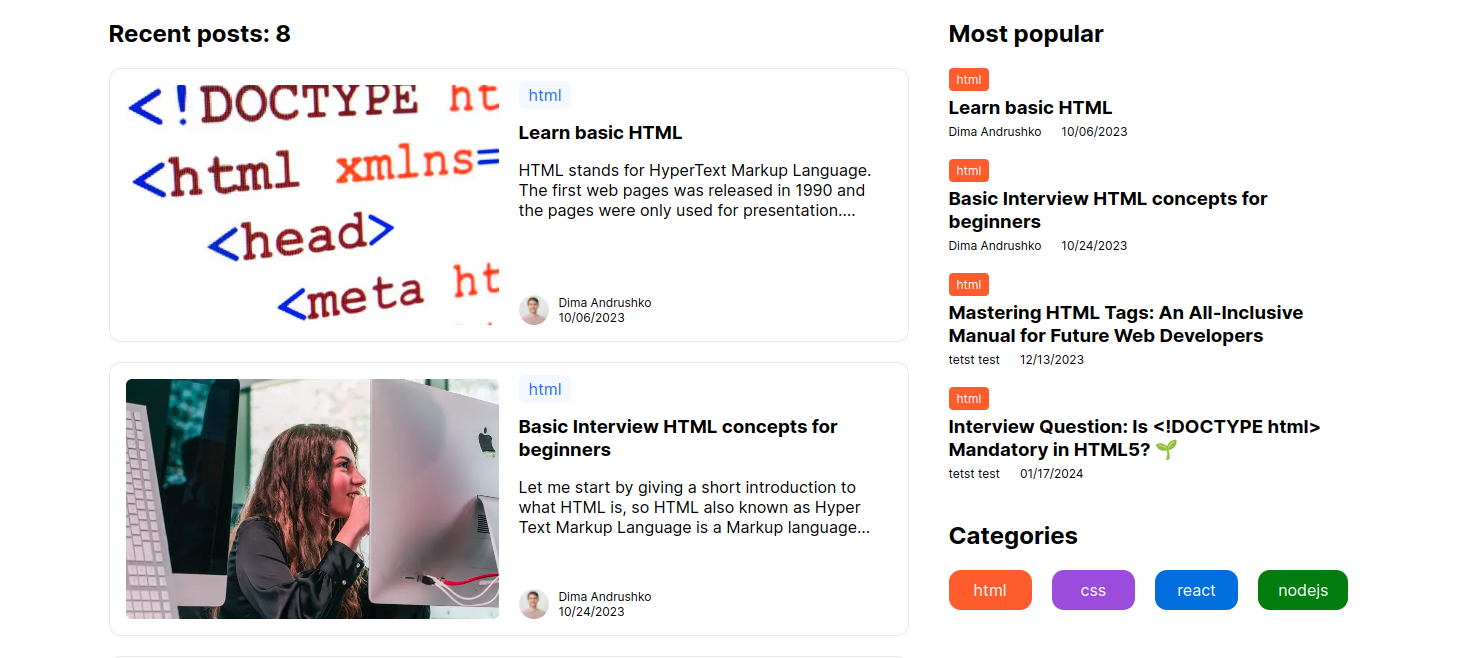 Recent posts: 8
<!DOCTYPE ht
<html xmlns=
<head>
<meta ht
html
Learn basic HTML
HTML stands for HyperText Markup Language.
The first web pages was released in 1990 and
the pages were only used for presentation....
Dima Andrushko
10/06/2023
html
Basic Interview HTML concepts for
beginners
Let me start by giving a short introduction to
what HTML is, so HTML also known as Hyper
Text Markup Language is a Markup language...
Dima Andrushko
10/24/2023
Most popular
html
Learn basic HTML
Dima Andrushko 10/06/2023
html
Basic Interview HTML concepts for
beginners
Dima Andrushko 10/24/2023
html
Mastering HTML Tags: An All-Inclusive
Manual for Future Web Developers
tetst test 12/13/2023
html
Interview Question: Is <!DOCTYPE html>
Mandatory in HTML5? 🌱
tetst test 01/17/2024
Categories
html css react nodejs